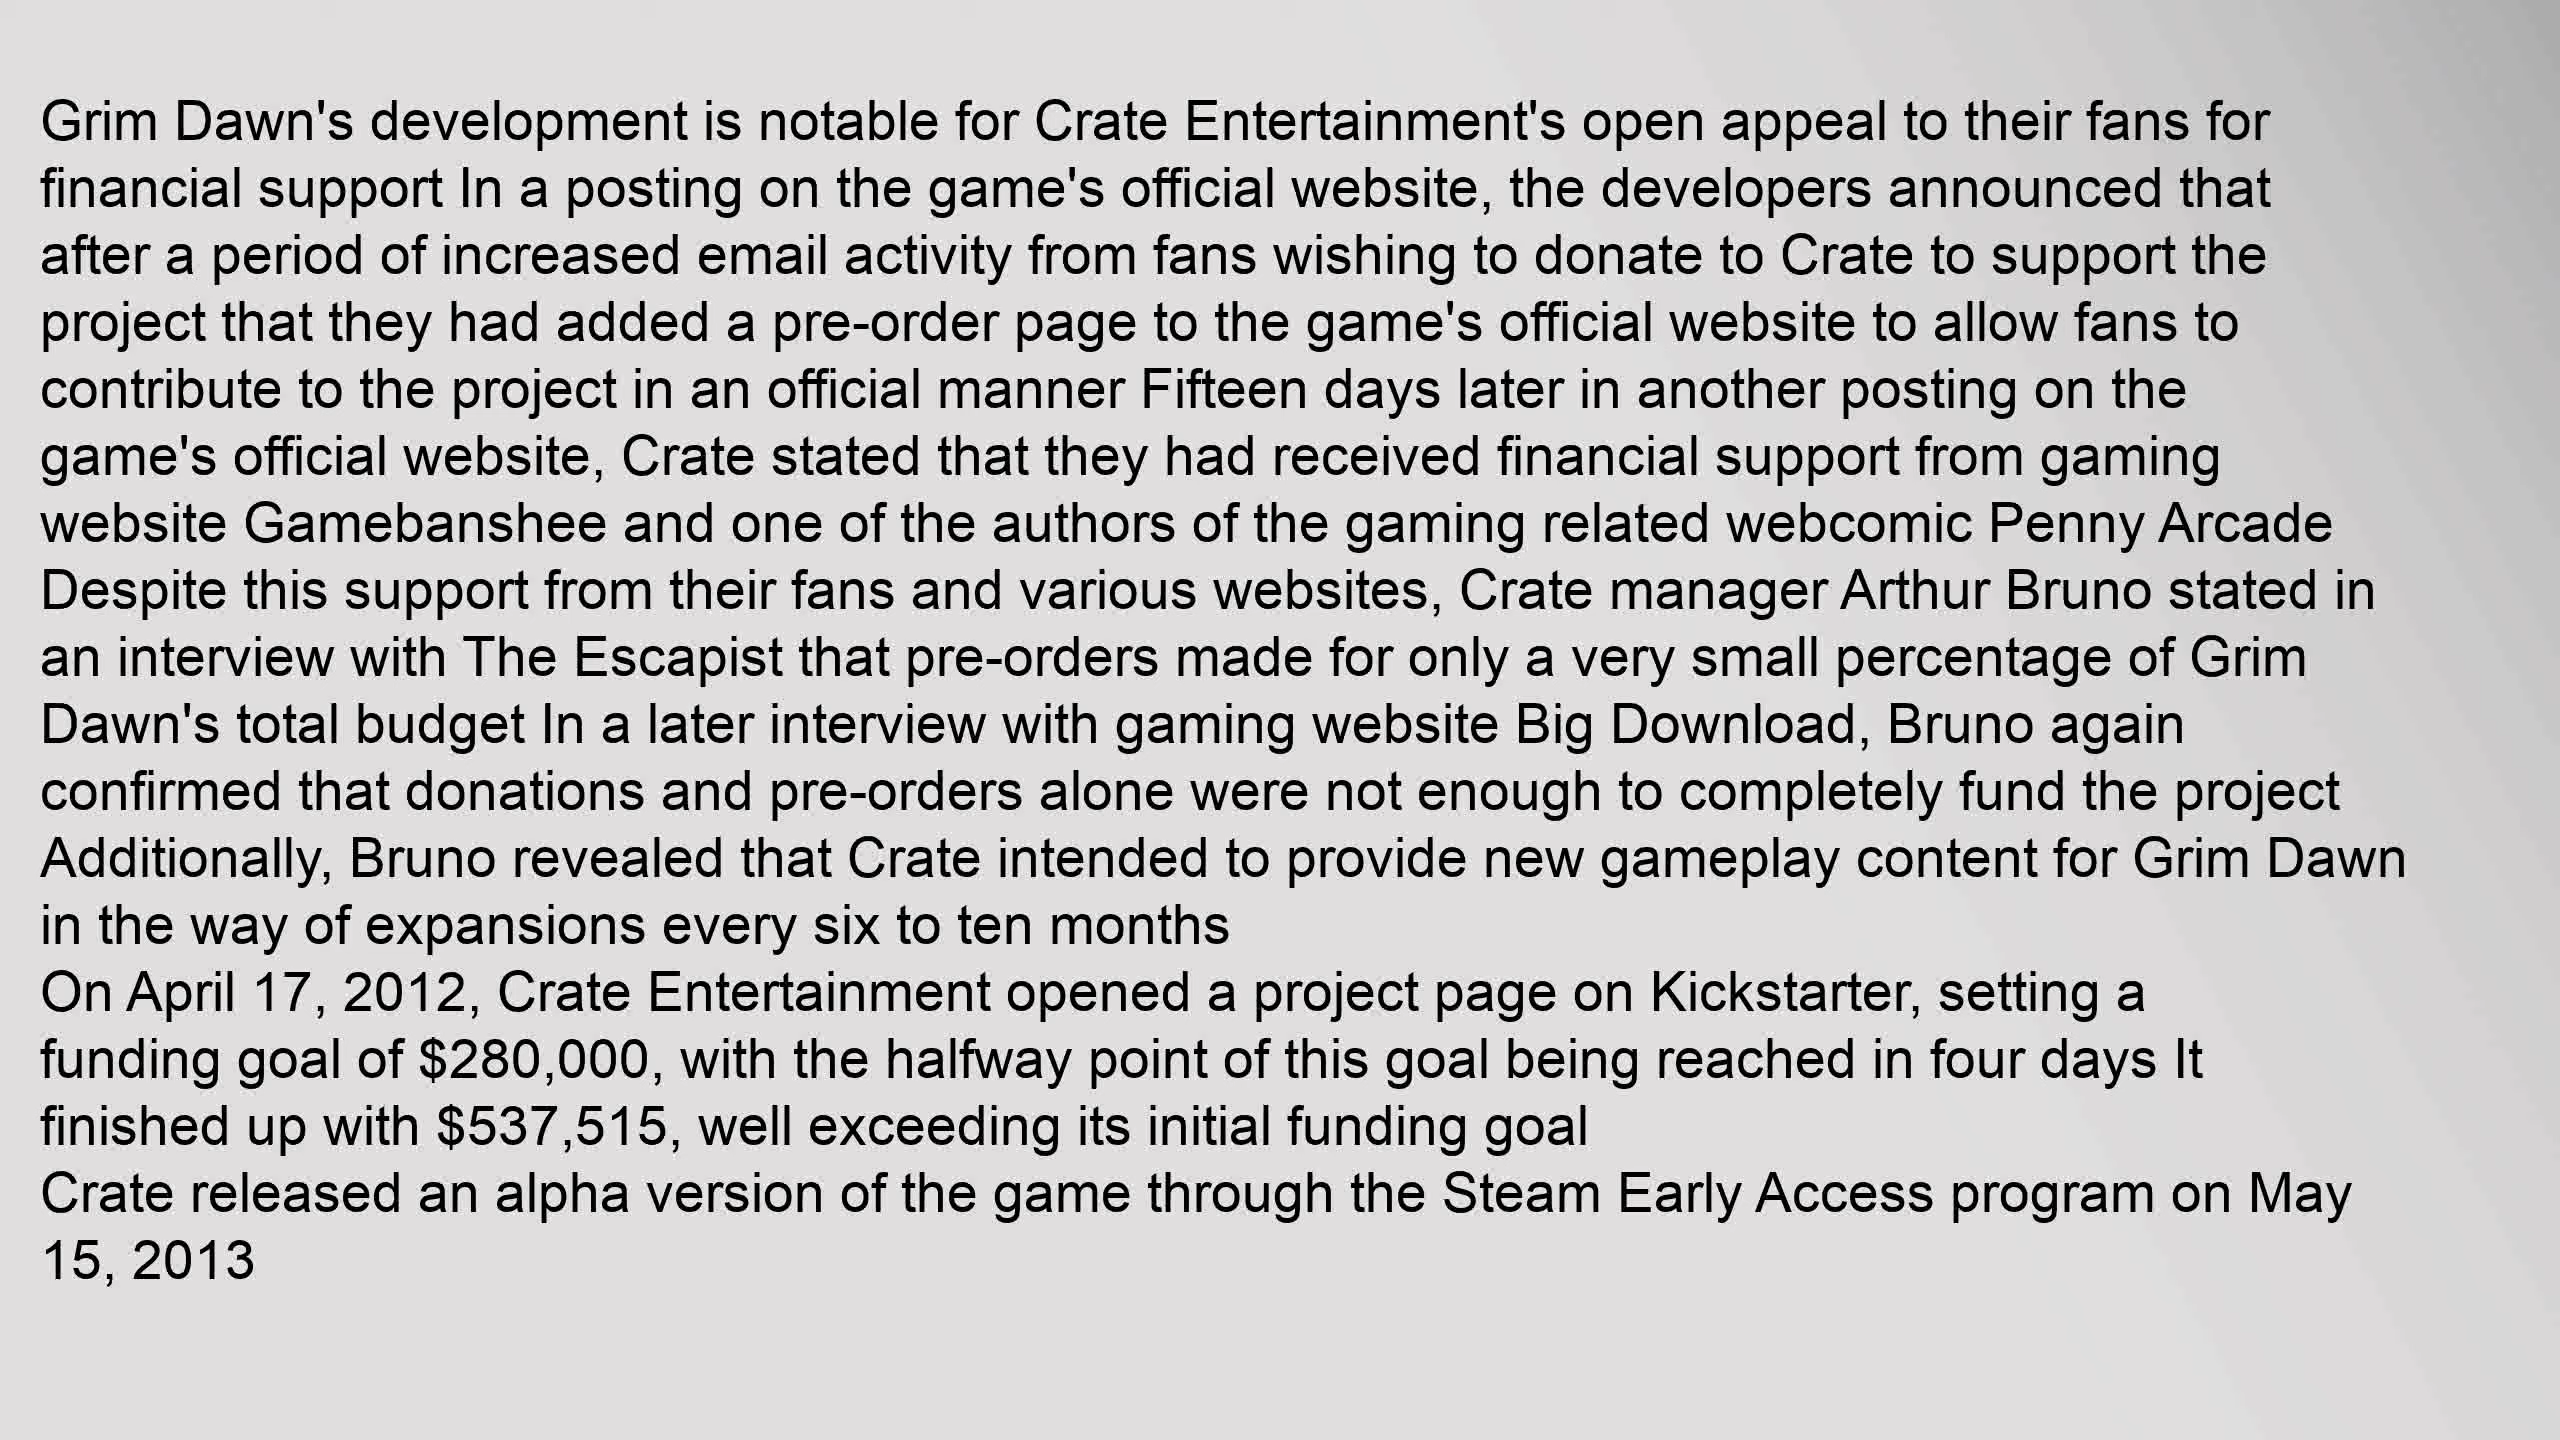 Grim Dawn's development is notable for Crate Entertainment's open appeal to their fans for
financial support In a posting on the game's official website, the developers announced that
after a period of increased email activity from fans wishing to donate to Crate to support the
project that they had added a pre-order page to the game's official website to allow fans to
contribute to the project in an official manner Fifteen days later in another posting on the
game's official website, Crate stated that they had received financial support from gaming
website Gamebanshee and one of the authors of the gaming related webcomic Penny Arcade
Despite this support from their fans and various websites, Crate manager Arthur Bruno stated in
an interview with The Escapist that pre-orders made for only a very small percentage of Grim
Dawn's total budget In a later interview with gaming website Big Download, Bruno again
confirmed that donations and pre-orders alone were not enough to completely fund the project
Additionally, Bruno revealed that Crate intended to provide new gameplay content for Grim Dawn
in the way of expansions every six to ten months
On April 17, 2012, Crate Entertainment opened a project page on Kickstarter, setting a
funding goal of $280,000, with the halfway point of this goal being reached in four days It
finished up with $537,515, well exceeding its initial funding goal
Crate released an alpha version of the game through the Steam Early Access program on May
15, 2013